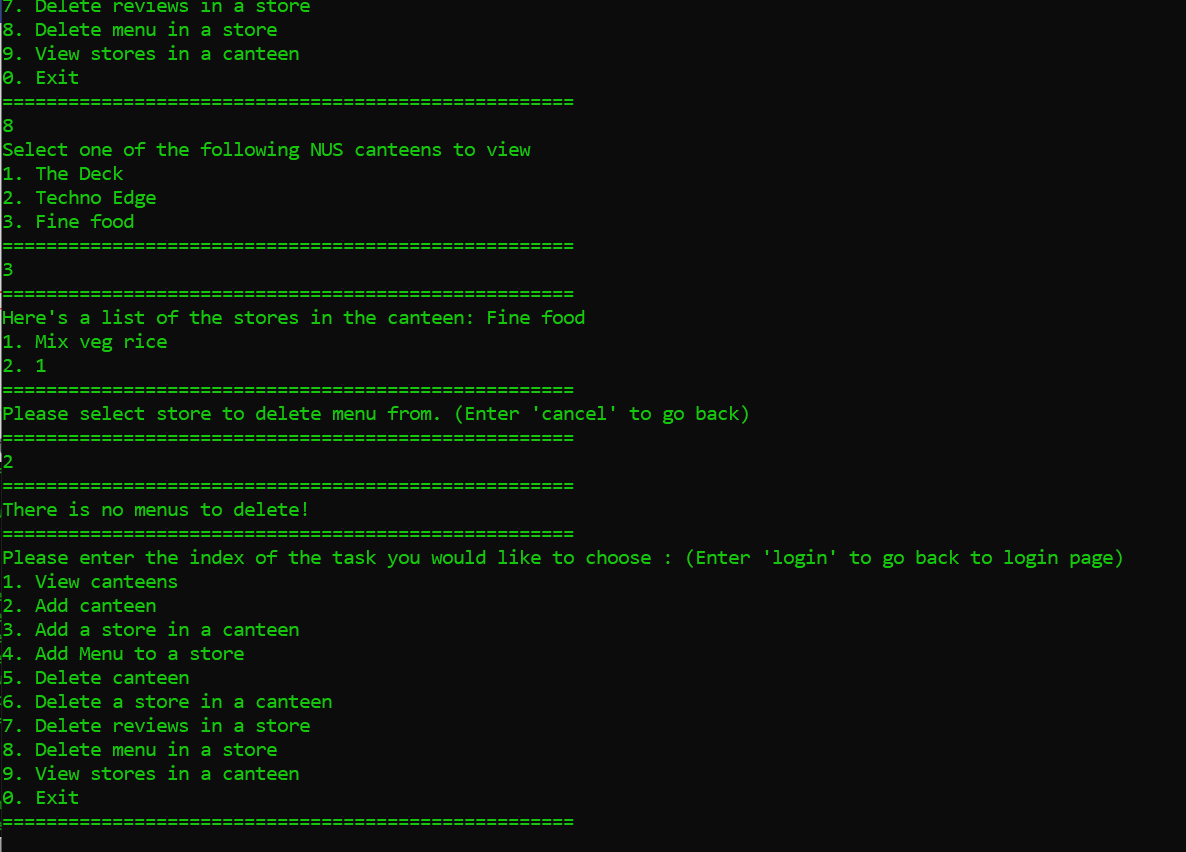 7. Delete reviews in a store
8. Delete menu in a store
9. View stores in a canteen
0. Exit
====================================================
8
Select one of the following NUS canteens to view
1. The Deck
2. Techno Edge
3. Fine food
====================================================
3
====================================================
Here's a list of the stores in the canteen: Fine food
1. Mix veg rice
2. 1
====================================================
Please select store to delete menu from. (Enter 'cancel' to go back)
====================================================
2
====================================================
There is no menus to delete!
====================================================
Please enter the index of the task you would like to choose : (Enter 'login' to go back to login page)
1. View canteens
2. Add canteen
3. Add a store in a canteen
4. Add Menu to a store
5. Delete canteen
6. Delete a store in a canteen
7. Delete reviews in a store
8. Delete menu in a store
9. View stores in a canteen
0. Exit
====================================================